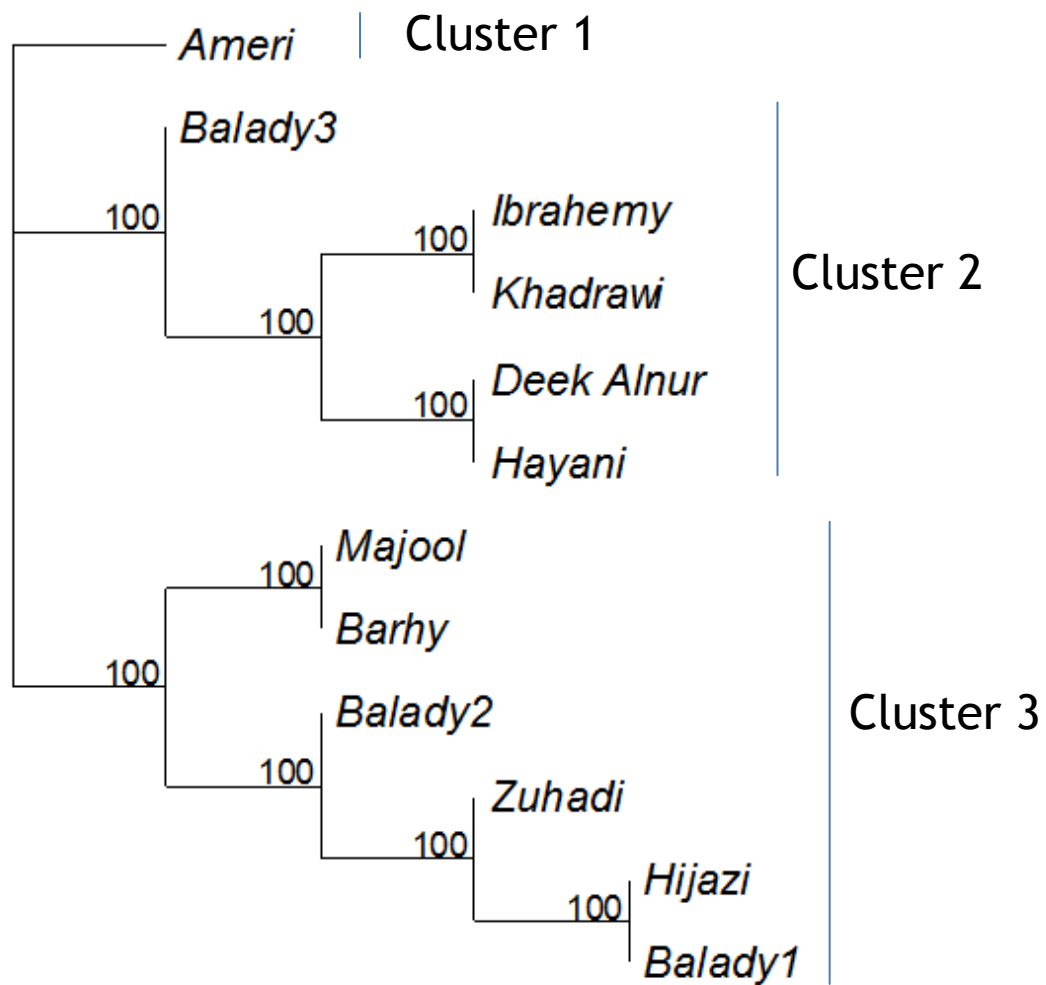 Ameri
Cluster 1
Balady3
100
Ibrahemy
100
Khadrawi
Cluster 2
100
Deek Alnur
100
Hayani
Majool
100
Barhy
100
Balady2
Cluster 3
100
Zuhadi
100
Hijazi
100
Balady1